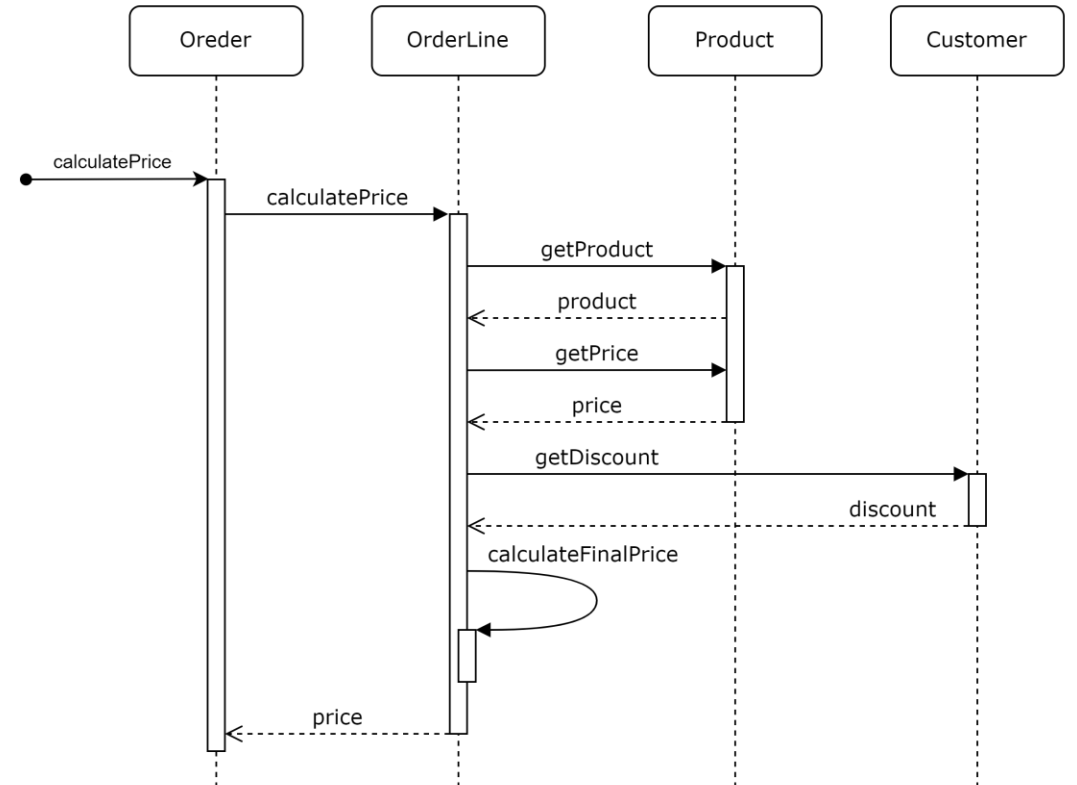 Oreder
OrderLine
Product
Customer
calculatePrice
calculatePrice
getProduct
product
getPrice
price
getDiscount
discount
calculateFinalPrice
price